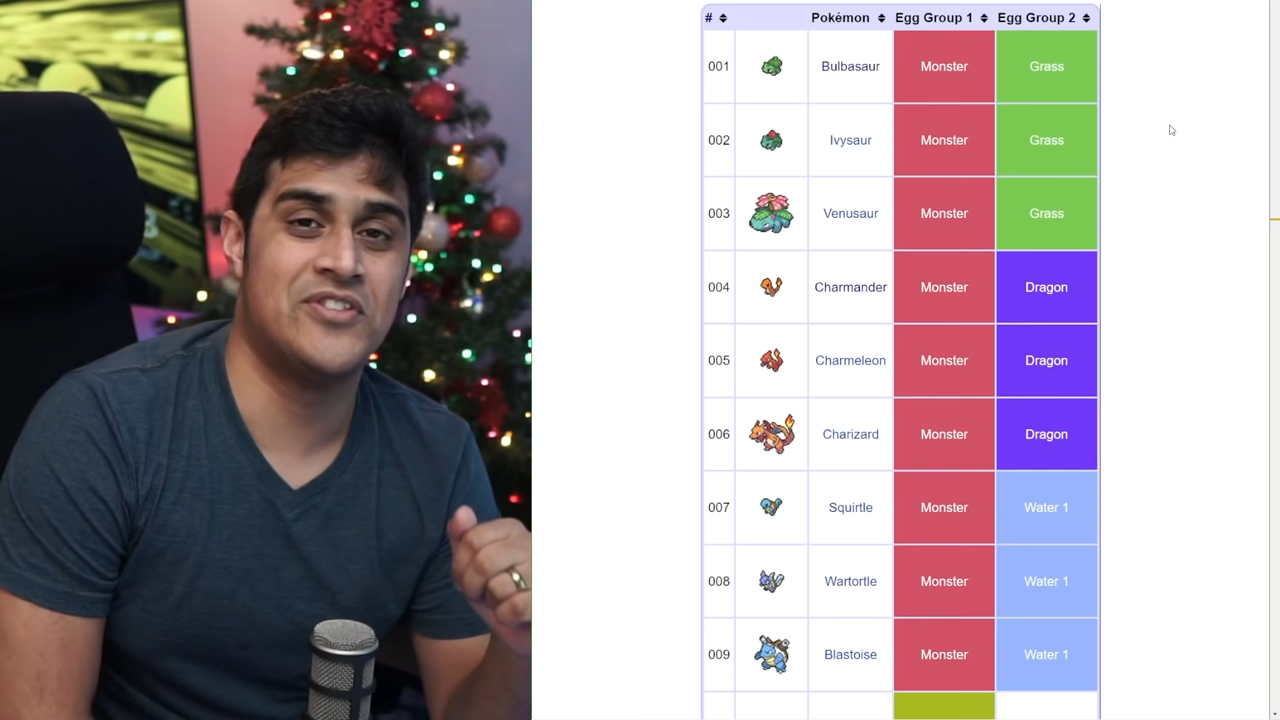 # Pokémon Egg Group 1 Egg Group 2
001 Bulbasaur Monster Grass
002 Ivysaur Monster Grass
003 Venusaur Monster Grass
004 Charmander Monster Dragon
005 Charmeleon Monster Dragon
006 Charizard Monster Dragon
007 Squirtle Monster Water 1
008 Wartortle Monster Water 1
009 Blastoise Monster Water 1